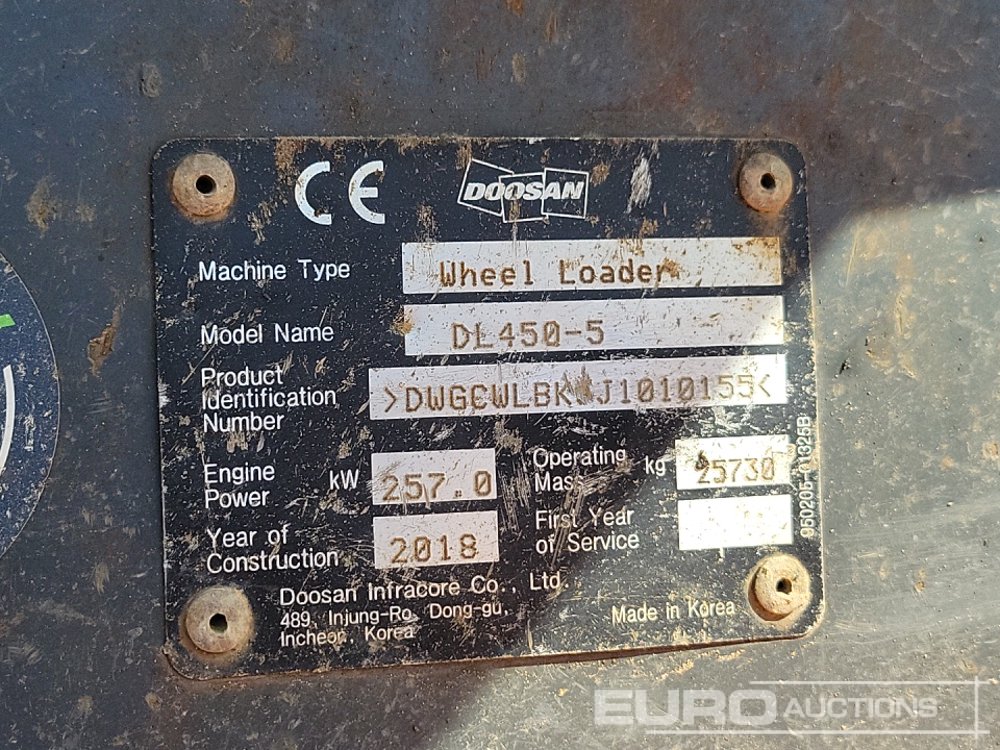 CE DOOSAN
Machine Type Wheel Loader
Model Name DL450-5
Product
Identification
Number
Engine
Power kW 257.0
Operating
Mass kg 25730
Year of
Construction 2018
First Year
of Service
Doosan Infracore Co., Ltd.
489, Injung-Ro, Dong-gu,
Incheon, Korea
Made in Korea
950205-01325B
EURO AUCTIONS